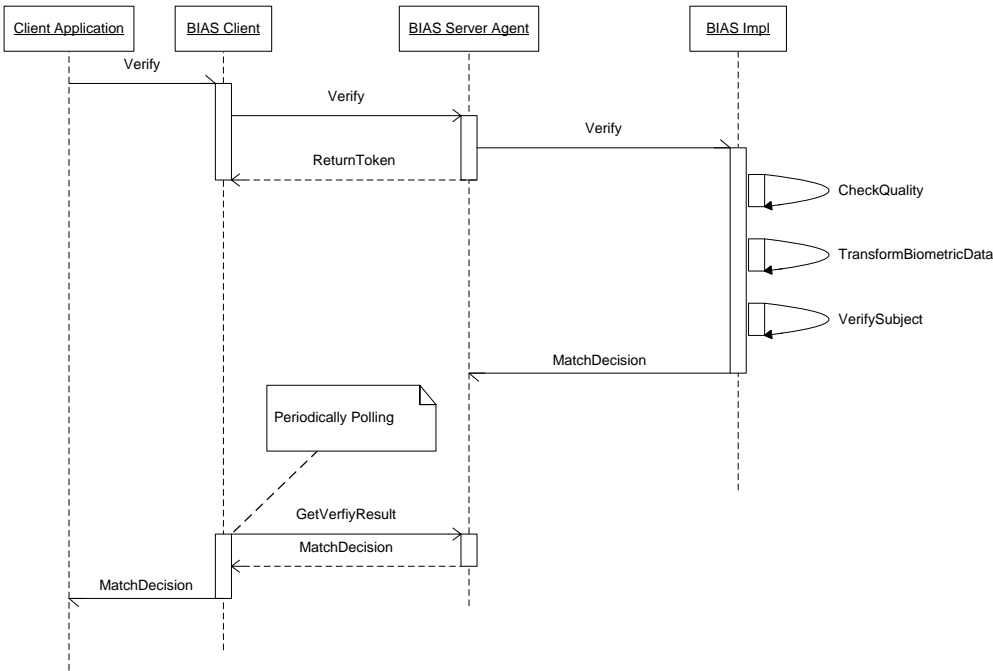 Client Application
BIAS Client
BIAS Server Agent
BIAS Impl
Verify
Verify
Verify
ReturnToken
CheckQuality
TransformBiometricData
VerifySubject
MatchDecision
Periodically Polling
GetVerfiyResult
MatchDecision
MatchDecision